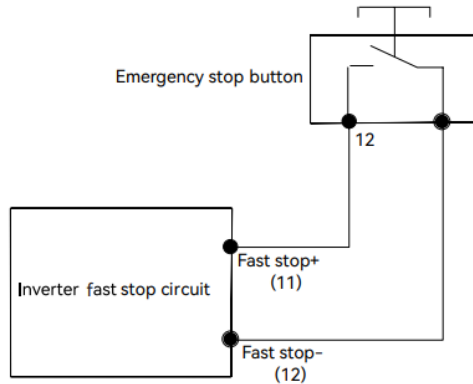 Emergency stop button
12
Fast stop+
(11)
Inverter fast stop circuit
Fast stop-
(12)